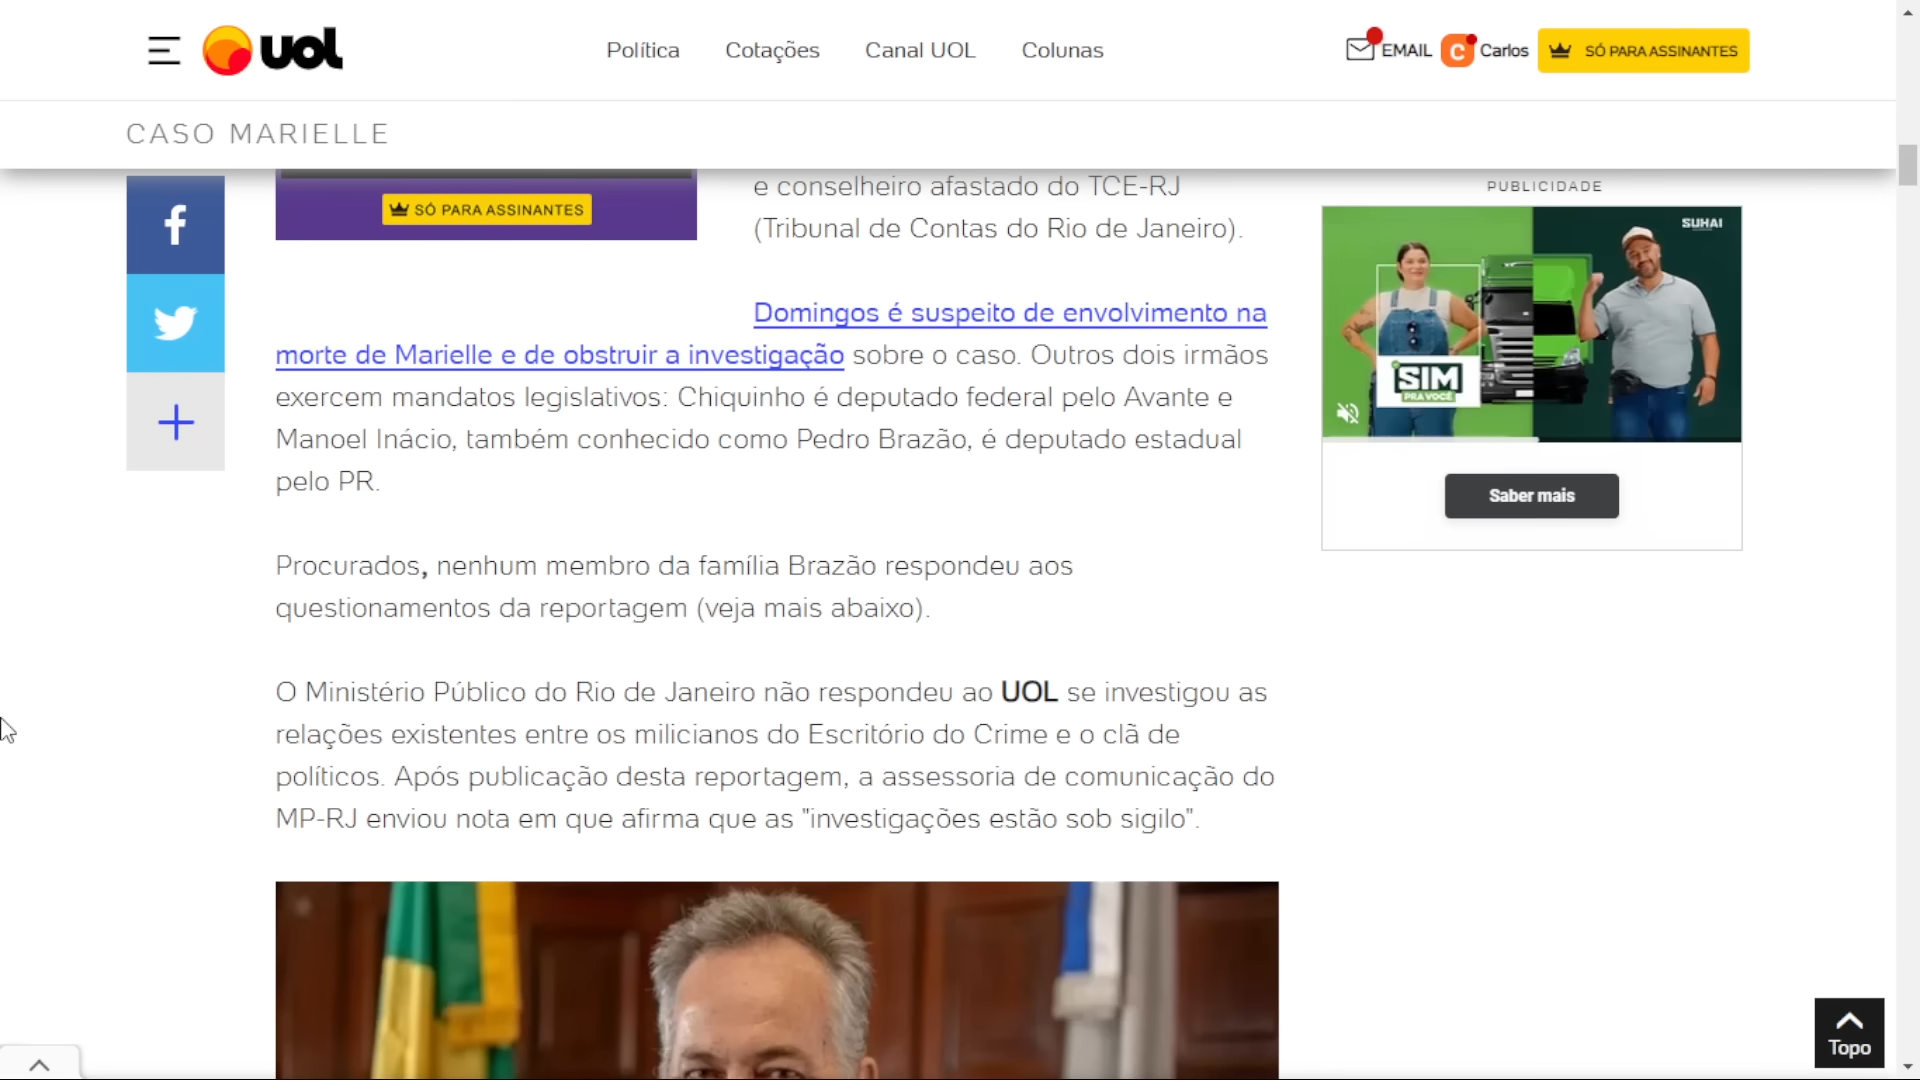 uol
Política
Cotações
Canal UOL
Colunas
EMAIL
C
Carlos
SÓ PARA ASSINANTES
CASO MARIELLE
SÓ PARA ASSINANTES
e conselheiro afastado do TCE-RJ
(Tribunal de Contas do Rio de Janeiro).
Domingos é suspeito de envolvimento na
morte de Marielle e de obstruir a investigação sobre o caso. Outros dois irmãos
exercem mandatos legislativos: Chiquinho é deputado federal pelo Avante e
Manoel Inácio, também conhecido como Pedro Brazão, é deputado estadual
pelo PR.
Procurados, nenhum membro da família Brazão respondeu aos
questionamentos da reportagem (veja mais abaixo).
O Ministério Público do Rio de Janeiro não respondeu ao UOL se investigou as
relações existentes entre os milicianos do Escritório do Crime e o clã de
políticos. Após publicação desta reportagem, a assessoria de comunicação do
MP-RJ enviou nota em que afirma que as "investigações estão sob sigilo".
PUBLICIDADE
SUHAI
SIM
PRA VOCÊ
Saber mais
Topo